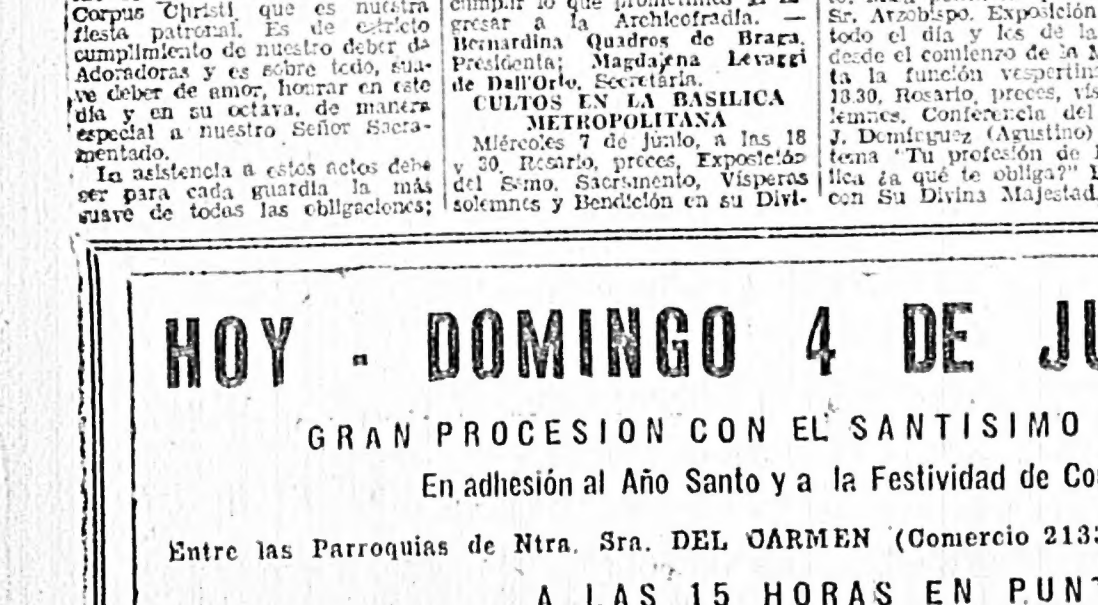 Corpus Christi que es nuestra
fiesta patronal. Es de estricto
cumplimiento de nuestro deber de
Adoradoras y es sobre todo, sua-
ve deber de amor, honrar en este
día y en su octava, de manera
especial a nuestro Señor Sacra-
mentado.
La asistencia a estos actos debe
ser para cada guardia la más
suave de todas las obligaciones;
cumplir lo que
gresar a la Archicofradía. —
Bernardina Quadros de Braga,
Presidenta; Magdalena Levaggi
de Dall'Orto, Secretaria.
CULTOS EN LA BASILICA
METROPOLITANA
Miércoles 7 de junio, a las 18
y 30, Rosario, preces, Exposición
del Ssmo. Sacramento, Vísperas
solemnes y Bendición en su Divi-
Sr. Arzobispo. Exposición
todo el día y los de la
desde el comienzo de la M
ta la función vespertin
18.30, Rosario, preces, vís
lemnes. Conferencia del
J. Domínguez (Agustino)
tema "Tu profesión de
lica ¿a qué te obliga?"
con Su Divina Majestad,
HOY - DOMINGO 4 DE JU
GRAN PROCESION CON EL SANTISIMO
En adhesión al Año Santo y a la Festividad de Co
Entre las Parroquias de Ntra. Sra. DEL CARMEN (Comercio 2133
A LAS 15 HORAS EN PUNT